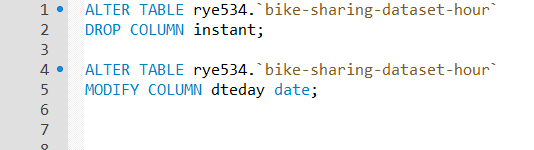 1 ALTER TABLE rye534.`bike-sharing-dataset-hour`
2 DROP COLUMN instant;
3
4 ALTER TABLE rye534.`bike-sharing-dataset-hour`
5 MODIFY COLUMN dteday date;
6
7
8